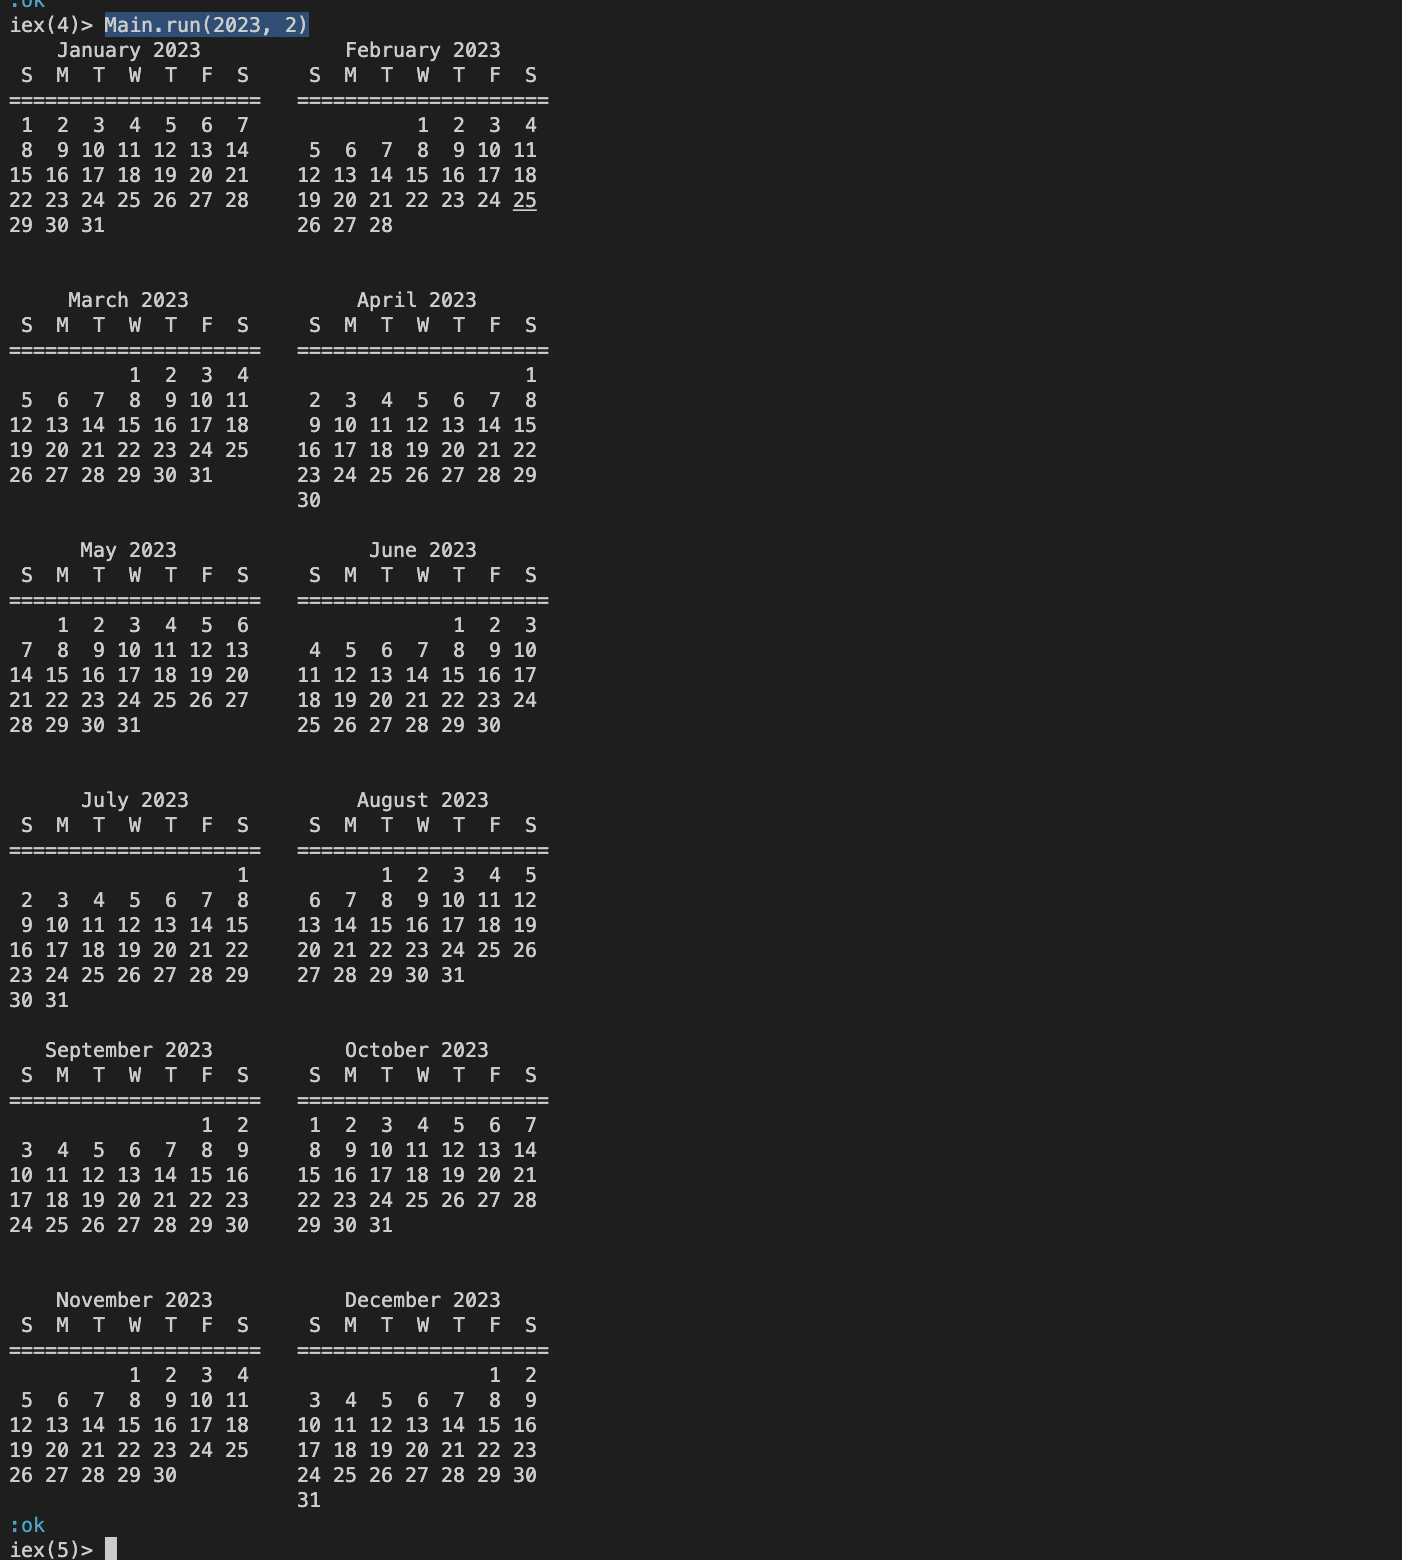 :ok
iex(4)> Main.run(2023, 2)
    January 2023            February 2023
 S  M  T  W  T  F  S     S  M  T  W  T  F  S
=====================   =====================
 1  2  3  4  5  6  7              1  2  3  4
 8  9 10 11 12 13 14     5  6  7  8  9 10 11
15 16 17 18 19 20 21    12 13 14 15 16 17 18
22 23 24 25 26 27 28    19 20 21 22 23 24 25
29 30 31                26 27 28

     March 2023              April 2023
 S  M  T  W  T  F  S     S  M  T  W  T  F  S
=====================   =====================
          1  2  3  4                       1
 5  6  7  8  9 10 11     2  3  4  5  6  7  8
12 13 14 15 16 17 18     9 10 11 12 13 14 15
19 20 21 22 23 24 25    16 17 18 19 20 21 22
26 27 28 29 30 31       23 24 25 26 27 28 29
                        30

      May 2023                June 2023
 S  M  T  W  T  F  S     S  M  T  W  T  F  S
=====================   =====================
    1  2  3  4  5  6                 1  2  3
 7  8  9 10 11 12 13     4  5  6  7  8  9 10
14 15 16 17 18 19 20    11 12 13 14 15 16 17
21 22 23 24 25 26 27    18 19 20 21 22 23 24
28 29 30 31             25 26 27 28 29 30

      July 2023              August 2023
 S  M  T  W  T  F  S     S  M  T  W  T  F  S
=====================   =====================
                   1           1  2  3  4  5
 2  3  4  5  6  7  8     6  7  8  9 10 11 12
 9 10 11 12 13 14 15    13 14 15 16 17 18 19
16 17 18 19 20 21 22    20 21 22 23 24 25 26
23 24 25 26 27 28 29    27 28 29 30 31
30 31

   September 2023           October 2023
 S  M  T  W  T  F  S     S  M  T  W  T  F  S
=====================   =====================
                1  2     1  2  3  4  5  6  7
 3  4  5  6  7  8  9     8  9 10 11 12 13 14
10 11 12 13 14 15 16    15 16 17 18 19 20 21
17 18 19 20 21 22 23    22 23 24 25 26 27 28
24 25 26 27 28 29 30    29 30 31

    November 2023           December 2023
 S  M  T  W  T  F  S     S  M  T  W  T  F  S
=====================   =====================
          1  2  3  4                    1  2
 5  6  7  8  9 10 11     3  4  5  6  7  8  9
12 13 14 15 16 17 18    10 11 12 13 14 15 16
19 20 21 22 23 24 25    17 18 19 20 21 22 23
26 27 28 29 30          24 25 26 27 28 29 30
                        31
:ok
iex(5)>